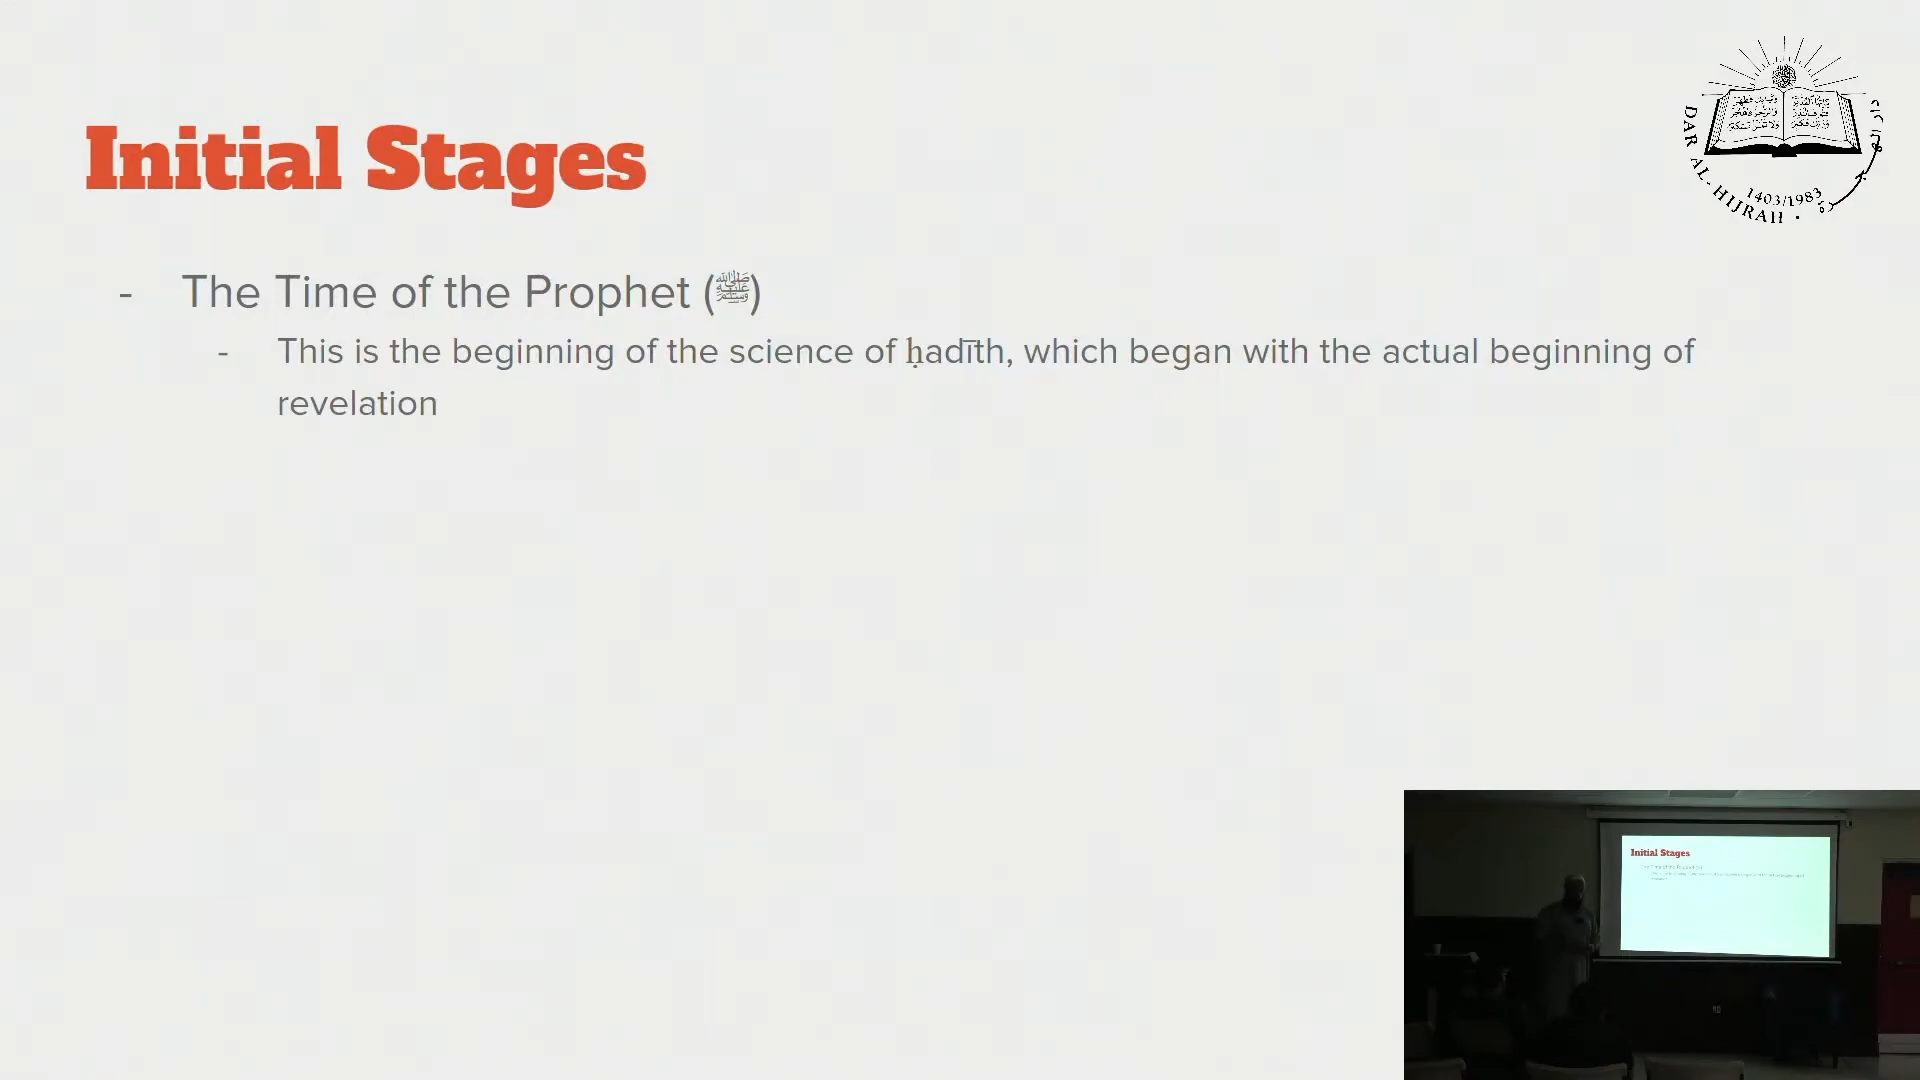 Initial Stages
- The Time of the Prophet (ﷺ)
- This is the beginning of the science of ḥadīth, which began with the actual beginning of
revelation
DAR AL-HIJRAH
1403/1983
Initial Stages